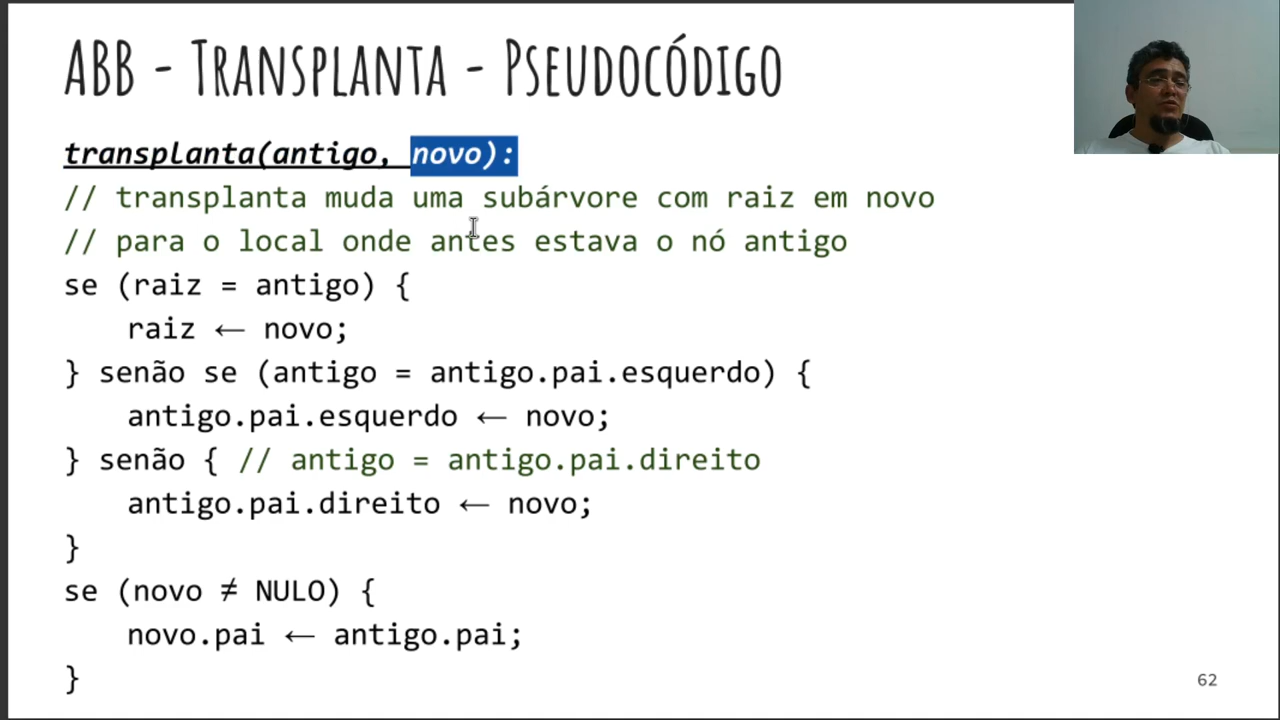 ABB - Transplanta - Pseudocódigo
transplanta(antigo, novo):
// transplanta muda uma subárvore com raiz em novo
// para o local onde antes estava o nó antigo
se (raiz = antigo) {
raiz ← novo;
} senão se (antigo = antigo.pai.esquerdo) {
antigo.pai.esquerdo ← novo;
} senão { // antigo = antigo.pai.direito
antigo.pai.direito ← novo;
}
se (novo ≠ NULO) {
novo.pai ← antigo.pai;
}
62